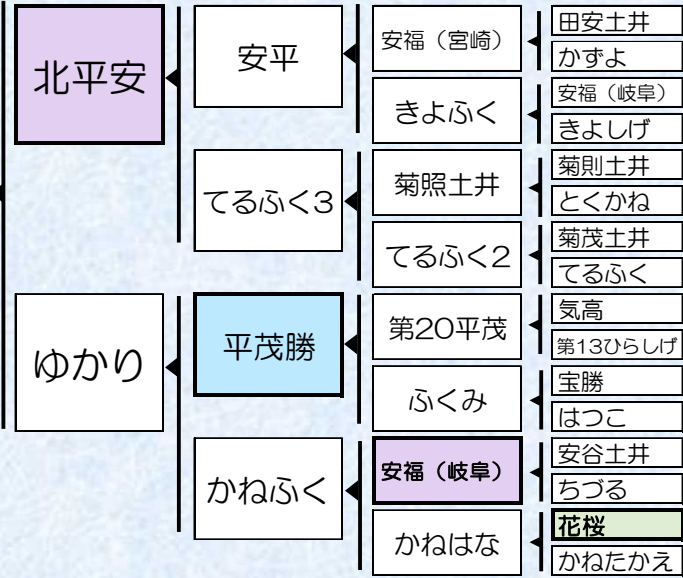 北平安
安平
安福（宮崎）
田安土井
かずよ
きよふく
安福（岐阜）
きよしげ
てるふく3
菊照土井
菊則土井
とくかね
てるふく2
菊茂土井
てるふく
ゆかり
平茂勝
第20平茂
気高
第13ひらしげ
ふくみ
宝勝
はつこ
かねふく
安福（岐阜）
安谷土井
ちづる
かねはな
花桜
かねたかえ